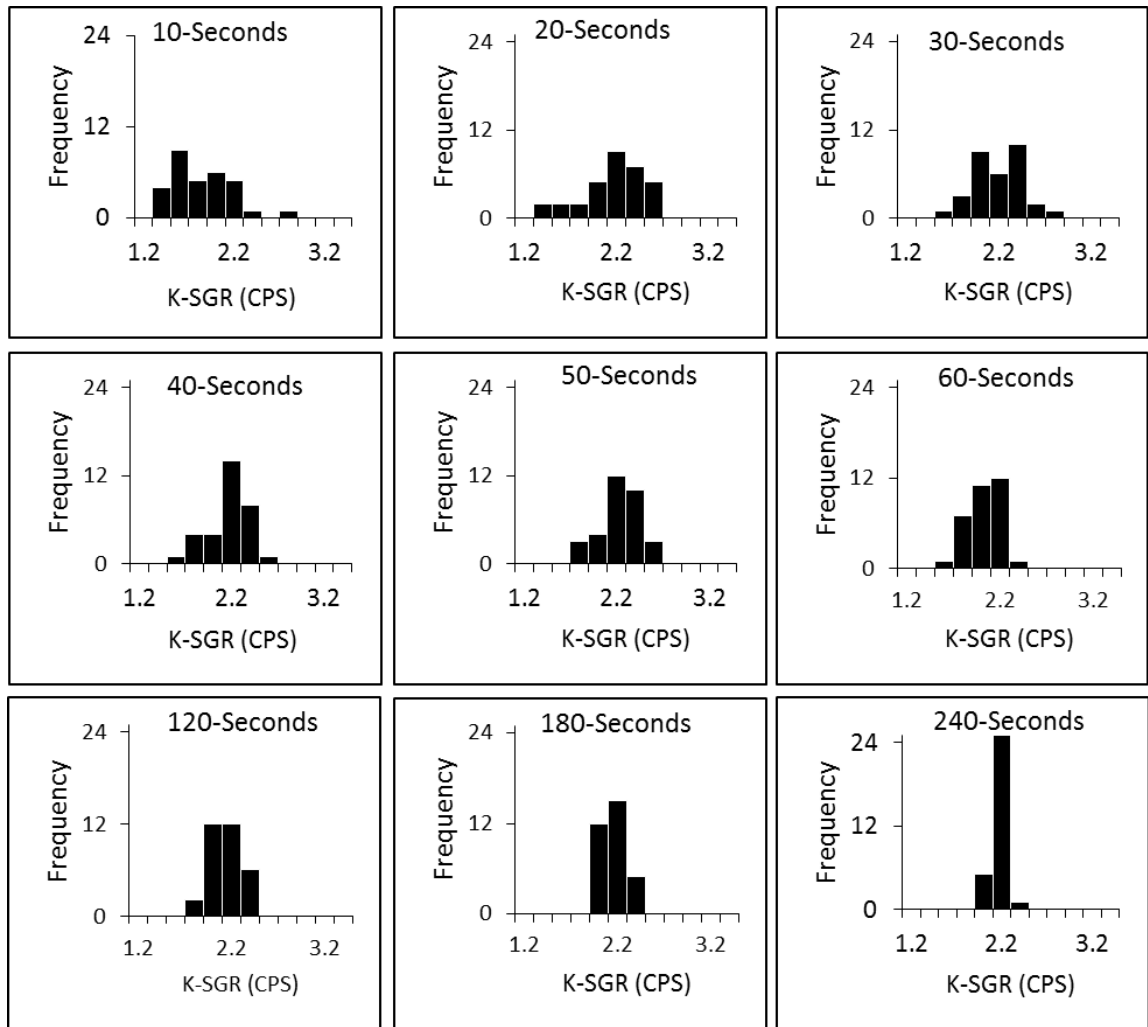 10-Seconds
Frequency
24
12
0
1.2 2.2 3.2
K-SGR (CPS)
20-Seconds
Frequency
24
12
0
1.2 2.2 3.2
K-SGR (CPS)
30-Seconds
Frequency
24
12
0
1.2 2.2 3.2
K-SGR (CPS)
40-Seconds
Frequency
24
12
0
1.2 2.2 3.2
K-SGR (CPS)
50-Seconds
Frequency
24
12
0
1.2 2.2 3.2
K-SGR (CPS)
60-Seconds
Frequency
24
12
0
1.2 2.2 3.2
K-SGR (CPS)
120-Seconds
Frequency
24
12
0
1.2 2.2 3.2
K-SGR (CPS)
180-Seconds
Frequency
24
12
0
1.2 2.2 3.2
K-SGR (CPS)
240-Seconds
Frequency
24
12
0
1.2 2.2 3.2
K-SGR (CPS)